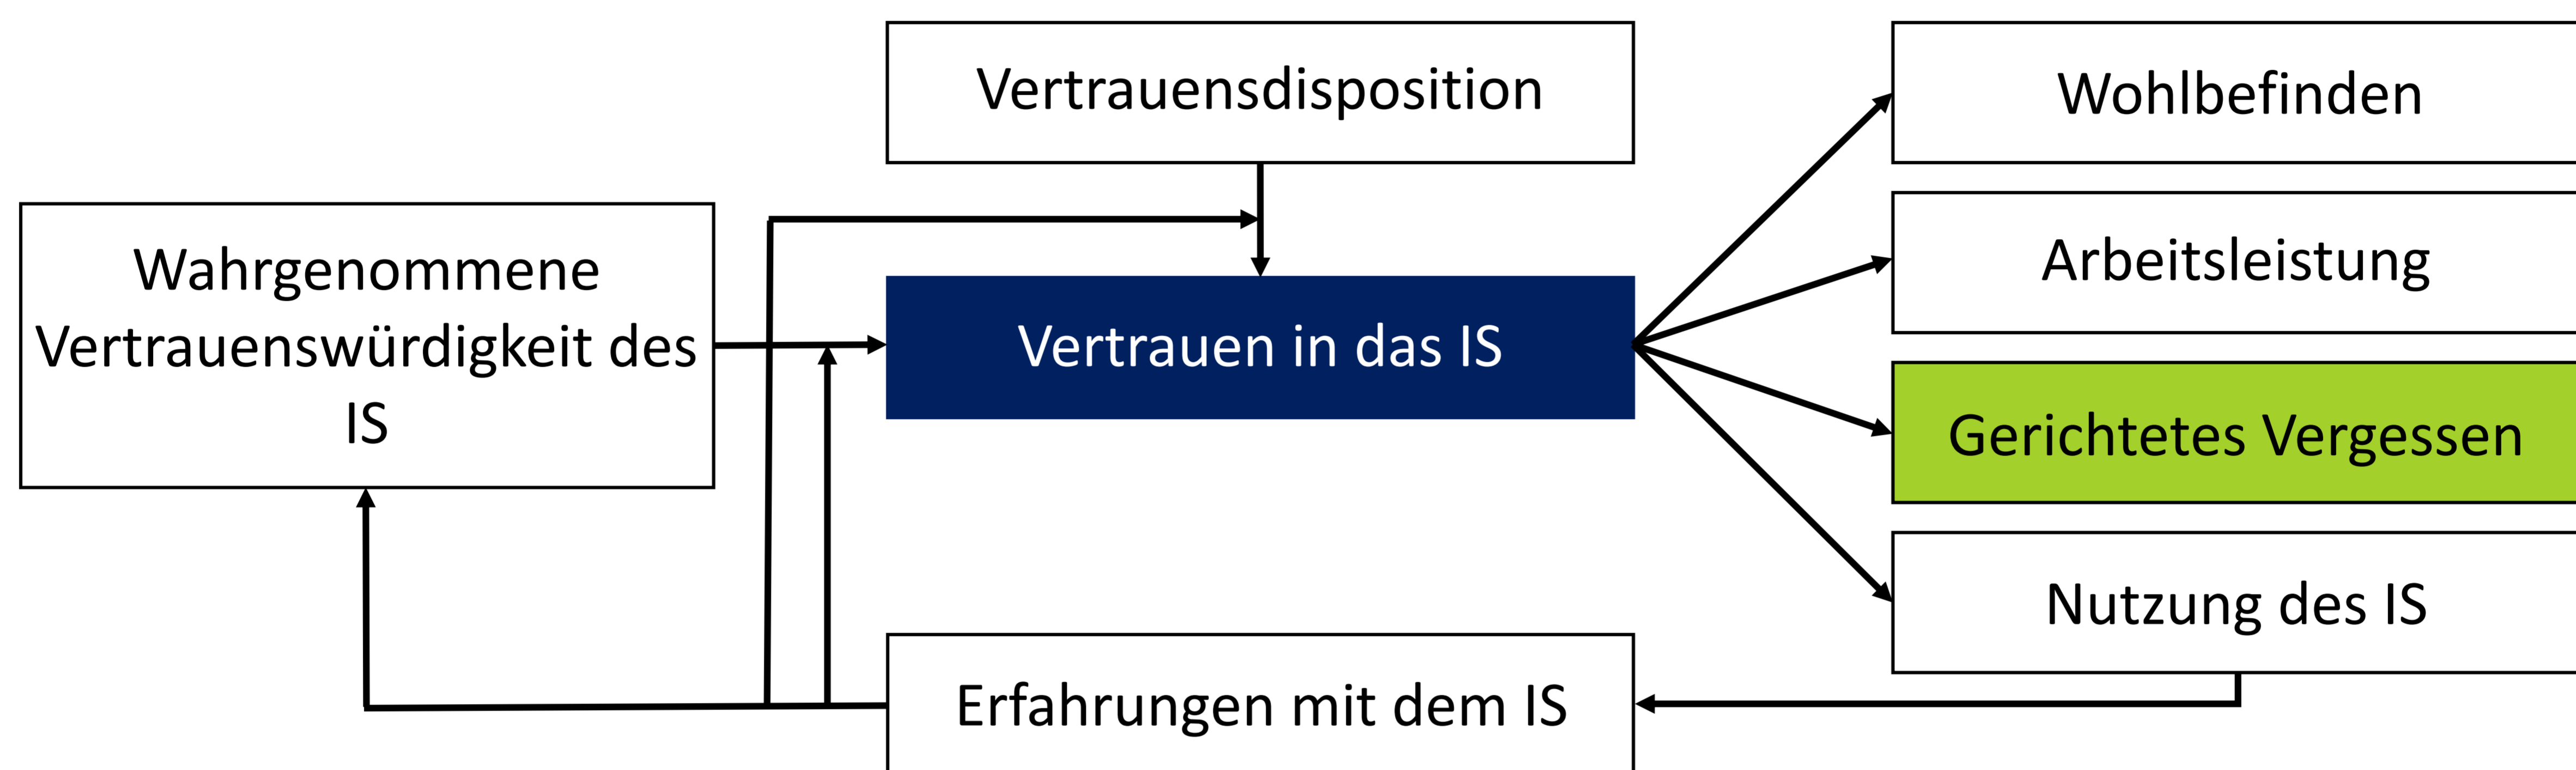 Vertrauensdisposition
Wohlbefinden
Wahrgenommene
Vertrauenswürdigkeit des
IS
Vertrauen in das IS
Arbeitsleistung
Gerichtetes Vergessen
Nutzung des IS
Erfahrungen mit dem IS